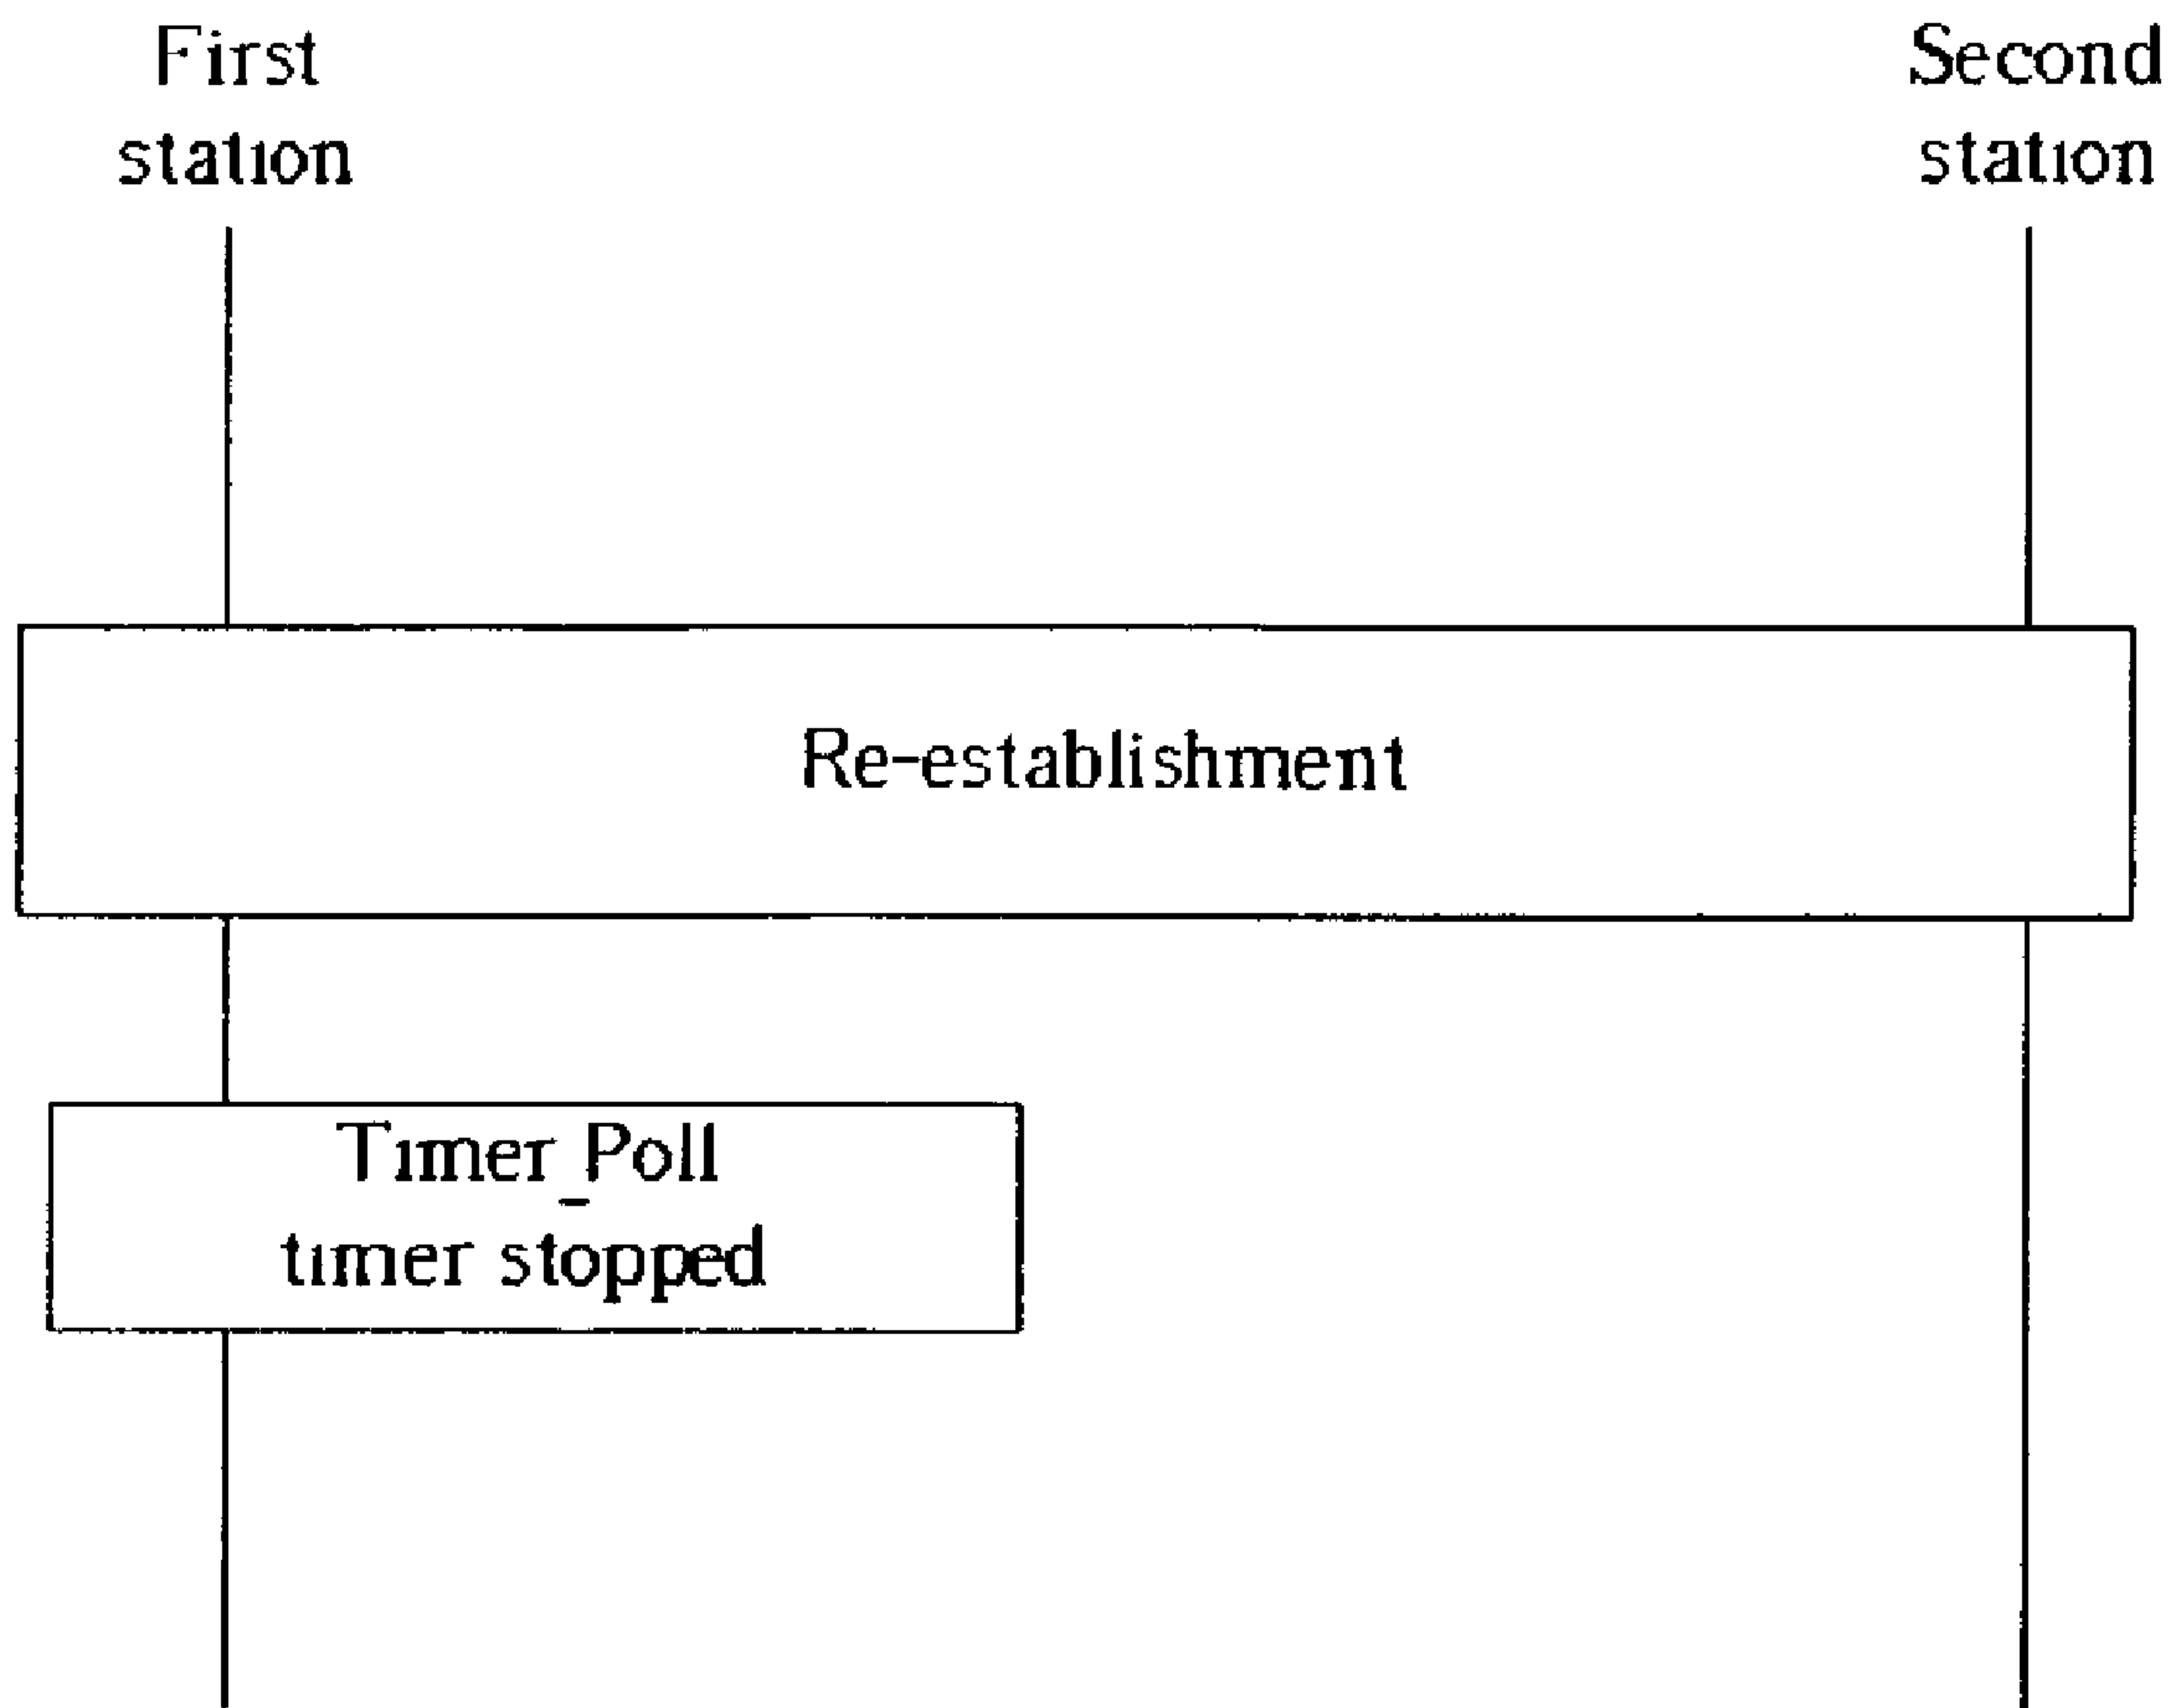 First
station
Second
station
Re-establishment
Timer_Poll
timer stopped